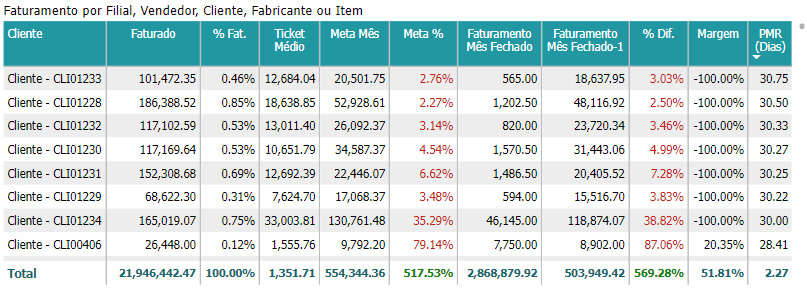 Faturamento por Filial, Vendedor, Cliente, Fabricante ou Item
Cliente Faturado % Fat. Ticket Médio Meta Mês Meta % Faturamento Mês Fechado Faturamento Mês Fechado-1 % Dif. Margem PMR (Dias)
Cliente - CLI01233 101,472.35 0.46% 12,684.04 20,501.75 2.76% 565.00 18,637.95 3.03% -100.00% 30.75
Cliente - CLI01228 186,388.52 0.85% 18,638.85 52,928.61 2.27% 1,202.50 48,116.92 2.50% -100.00% 30.50
Cliente - CLI01232 117,102.59 0.53% 13,011.40 26,092.37 3.14% 820.00 23,720.34 3.46% -100.00% 30.33
Cliente - CLI01230 117,169.64 0.53% 10,651.79 34,587.37 4.54% 1,570.50 31,443.06 4.99% -100.00% 30.27
Cliente - CLI01231 152,308.68 0.69% 12,692.39 22,446.07 6.62% 1,486.50 20,405.52 7.28% -100.00% 30.25
Cliente - CLI01229 68,622.30 0.31% 7,624.70 17,068.37 3.48% 594.00 15,516.70 3.83% -100.00% 30.22
Cliente - CLI01234 165,019.07 0.75% 33,003.81 130,761.48 35.29% 46,145.00 118,874.07 38.82% -100.00% 30.00
Cliente - CLI00406 26,448.00 0.12% 1,555.76 9,792.20 79.14% 7,750.00 8,902.00 87.06% 20.35% 28.41
Total 21,946,442.47 100.00% 1,351.71 554,344.36 517.53% 2,868,879.92 503,949.42 569.28% 51.81% 2.27